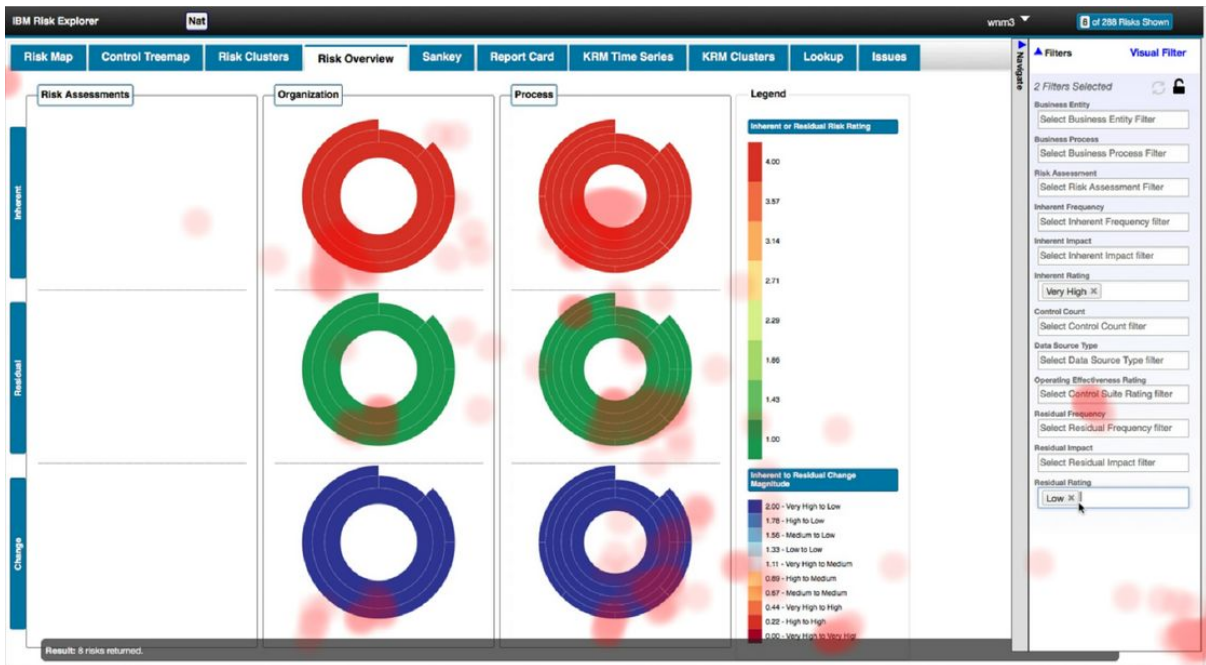 IBM Risk Explorer
Nat
wnm3
8 of 288 Risks Shown
Risk Map
Control Treemap
Risk Clusters
Risk Overview
Sankey
Report Card
KRM Time Series
KRM Clusters
Lookup
Issues
Navigate
Filters
Visual Filter
Risk Assessments
Organization
Process
Legend
Inherent
Residual
Change
Inherent or Residual Risk Rating
4.00
3.57
3.14
2.71
2.29
1.86
1.43
1.00
Inherent to Residual Change
Magnitude
2.00 - Very High to Low
1.78 - High to Low
1.56 - Medium to Low
1.33 - Low to Low
1.11 - Very High to Medium
0.89 - High to Medium
0.67 - Medium to Medium
0.44 - Very High to High
0.22 - High to High
0.00 - Very High to Very High
2 Filters Selected
Business Entity
Select Business Entity Filter
Business Process
Select Business Process Filter
Risk Assessment
Select Risk Assessment Filter
Inherent Frequency
Select Inherent Frequency filter
Inherent Impact
Select Inherent Impact filter
Inherent Rating
Very High ×
Control Count
Select Control Count filter
Data Source Type
Select Data Source Type filter
Operating Effectiveness Rating
Select Control Suite Rating filter
Residual Frequency
Select Residual Frequency filter
Residual Impact
Select Residual Impact filter
Residual Rating
Low ×
Result: 8 risks returned.